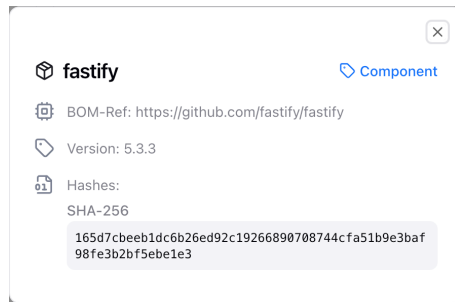 fastify
Component
BOM-Ref: https://github.com/fastify/fastify
Version: 5.3.3
Hashes:
SHA-256
165d7cbeeb1dc6b26ed92c19266890708744cfa51b9e3baf
98fe3b2bf5ebe1e3